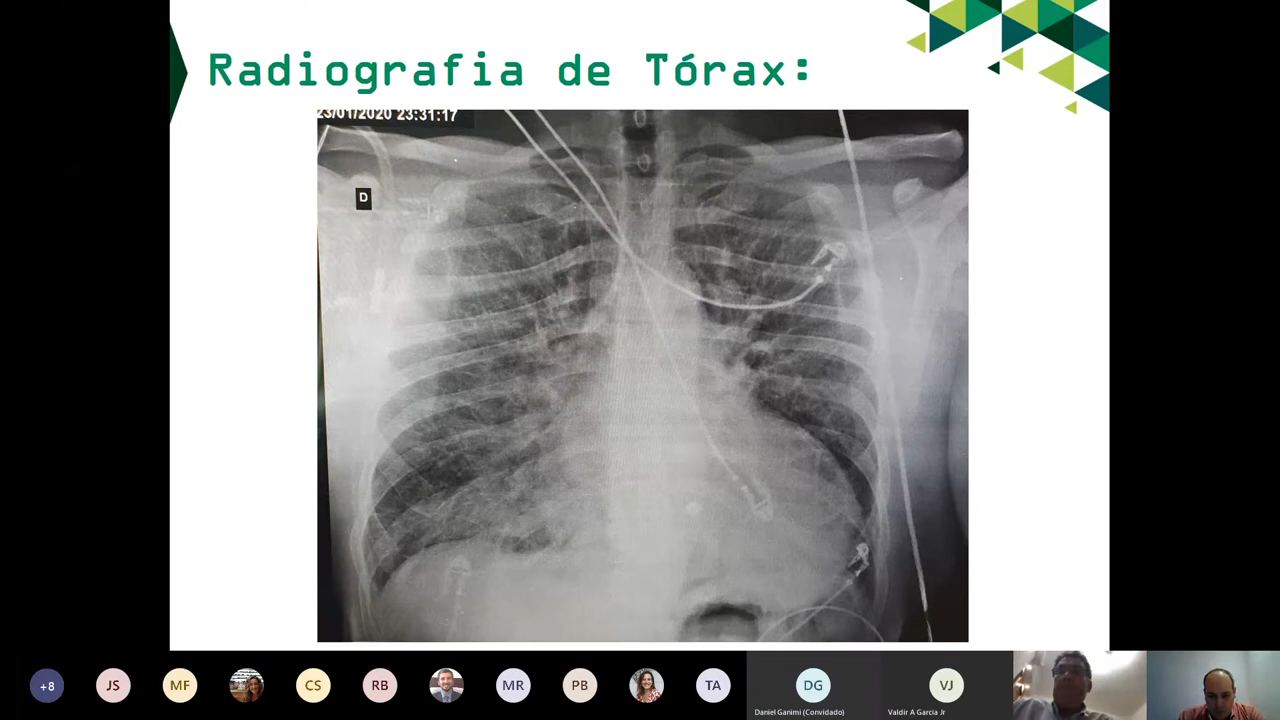 Radiografia de Tórax:
23/01/2020 23:31:17
D
+8
JS
MF
CS
RB
MR
PB
TA
DG
VJ
Daniel Ganimi (Convidado)
Valdir A Garcia Jr